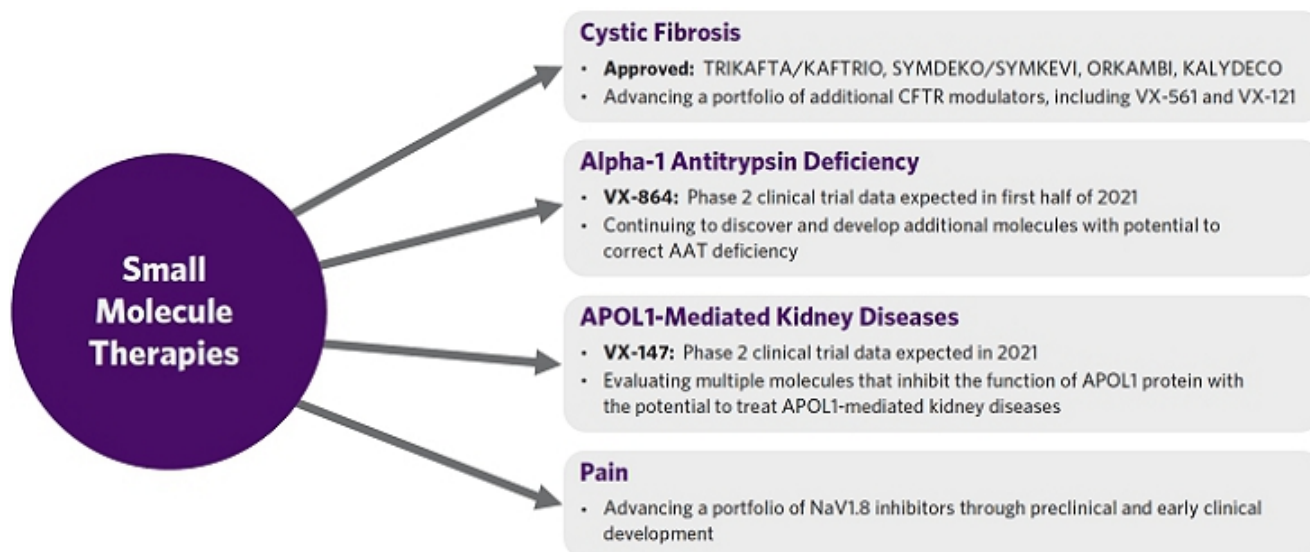 Small
Molecule
Therapies
Cystic Fibrosis
• Approved: TRIKAFTA/KAFTRIO, SYMDEKO/SYMKEVI, ORKAMBI, KALYDECO
• Advancing a portfolio of additional CFTR modulators, including VX-561 and VX-121
Alpha-1 Antitrypsin Deficiency
• VX-864: Phase 2 clinical trial data expected in first half of 2021
• Continuing to discover and develop additional molecules with potential to
correct AAT deficiency
APOL1-Mediated Kidney Diseases
• VX-147: Phase 2 clinical trial data expected in 2021
• Evaluating multiple molecules that inhibit the function of APOL1 protein with
the potential to treat APOL1-mediated kidney diseases
Pain
• Advancing a portfolio of NaV1.8 inhibitors through preclinical and early clinical
development